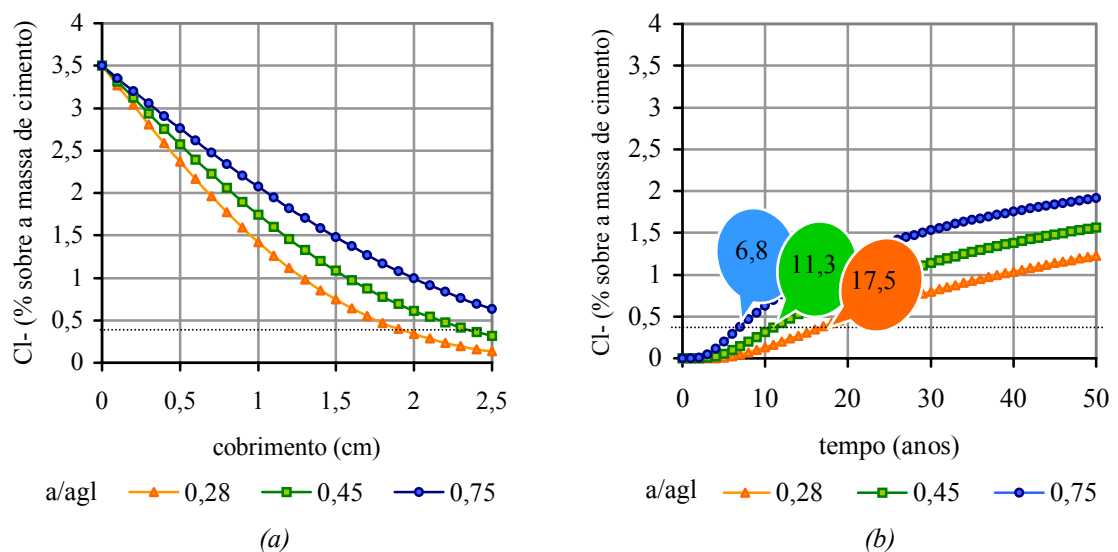 Cl- (% sobre a massa de cimento)
4
3,5
3
2,5
2
1,5
1
0,5
0
0 0,5 1 1,5 2 2,5
cobrimento (cm)
a/agl 0,28 0,45 0,75
(a)
Cl- (% sobre a massa de cimento)
4
3,5
3
2,5
2
1,5
1
0,5
0
6,8
11,3
17,5
0 10 20 30 40 50
tempo (anos)
a/agl 0,28 0,45 0,75
(b)